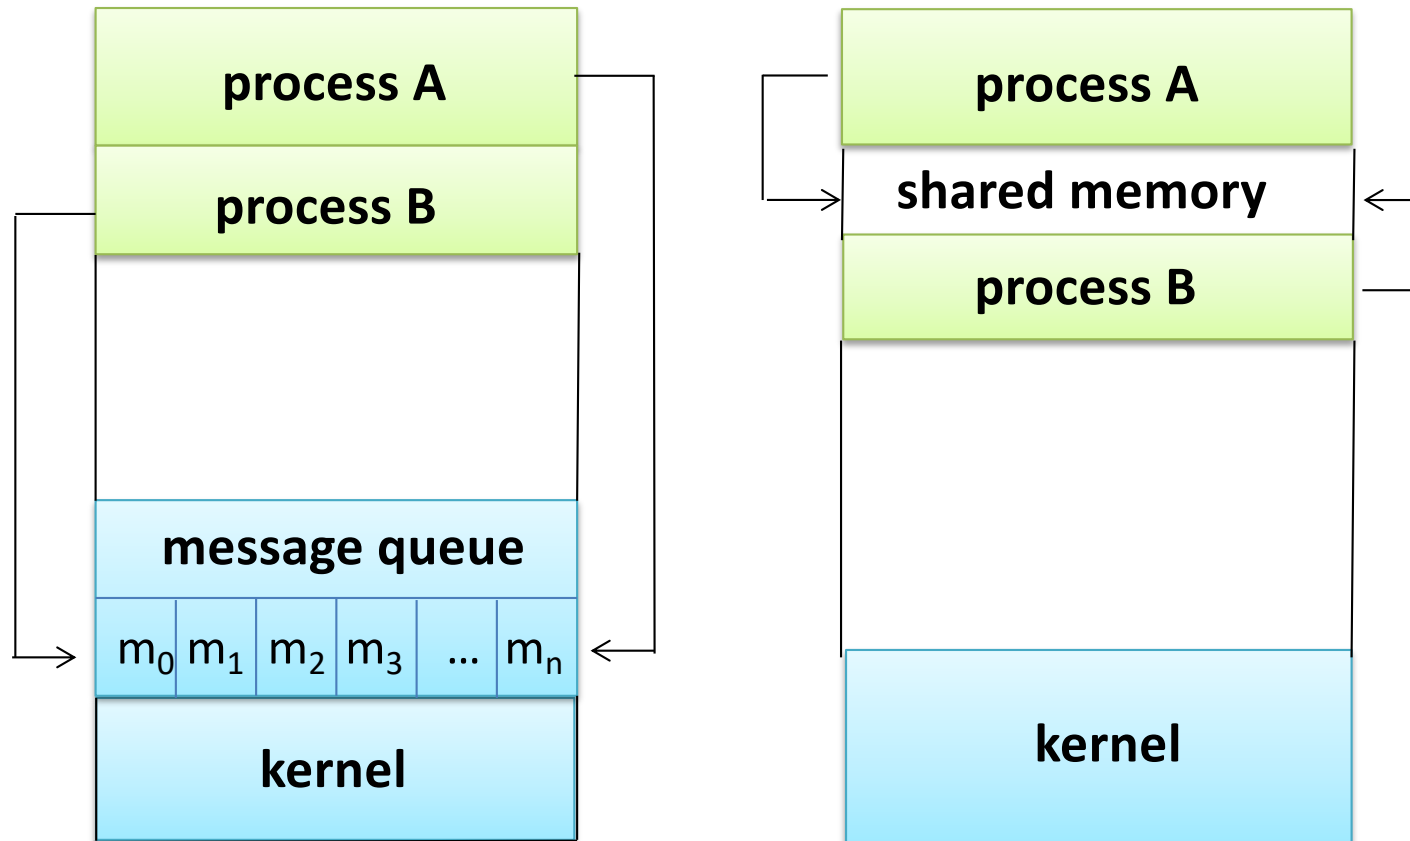 process A
process B
message queue
m0 m1 m2 m3 ... mn
kernel
process A
shared memory
process B
kernel